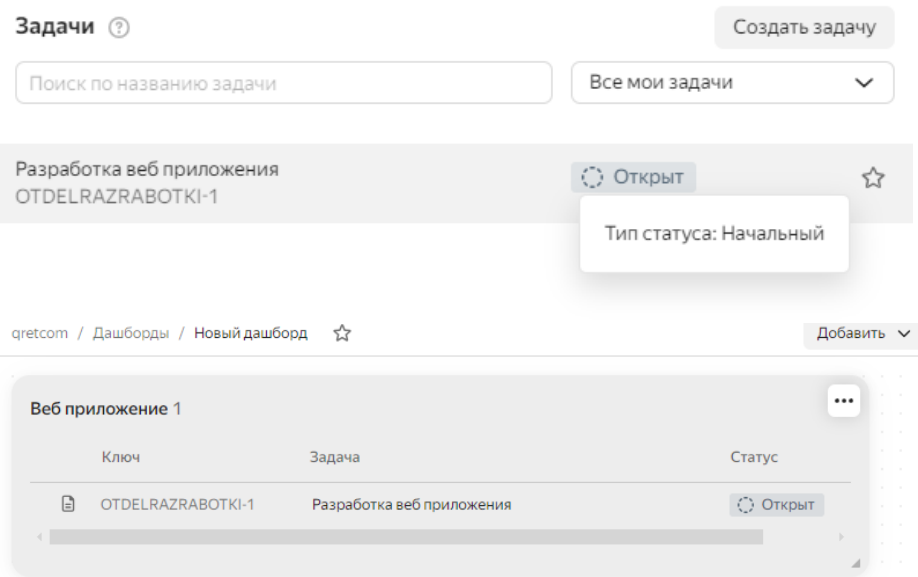 Задачи ?
Создать задачу
Поиск по названию задачи
Все мои задачи
Разработка веб приложения
OTDELRAZRABOTKI-1
Открыт
Тип статуса: Начальный
qretcom / Дашборды / Новый дашборд
Добавить
Веб приложение 1
Ключ Задача Статус
OTDELRAZRABOTKI-1 Разработка веб приложения Открыт